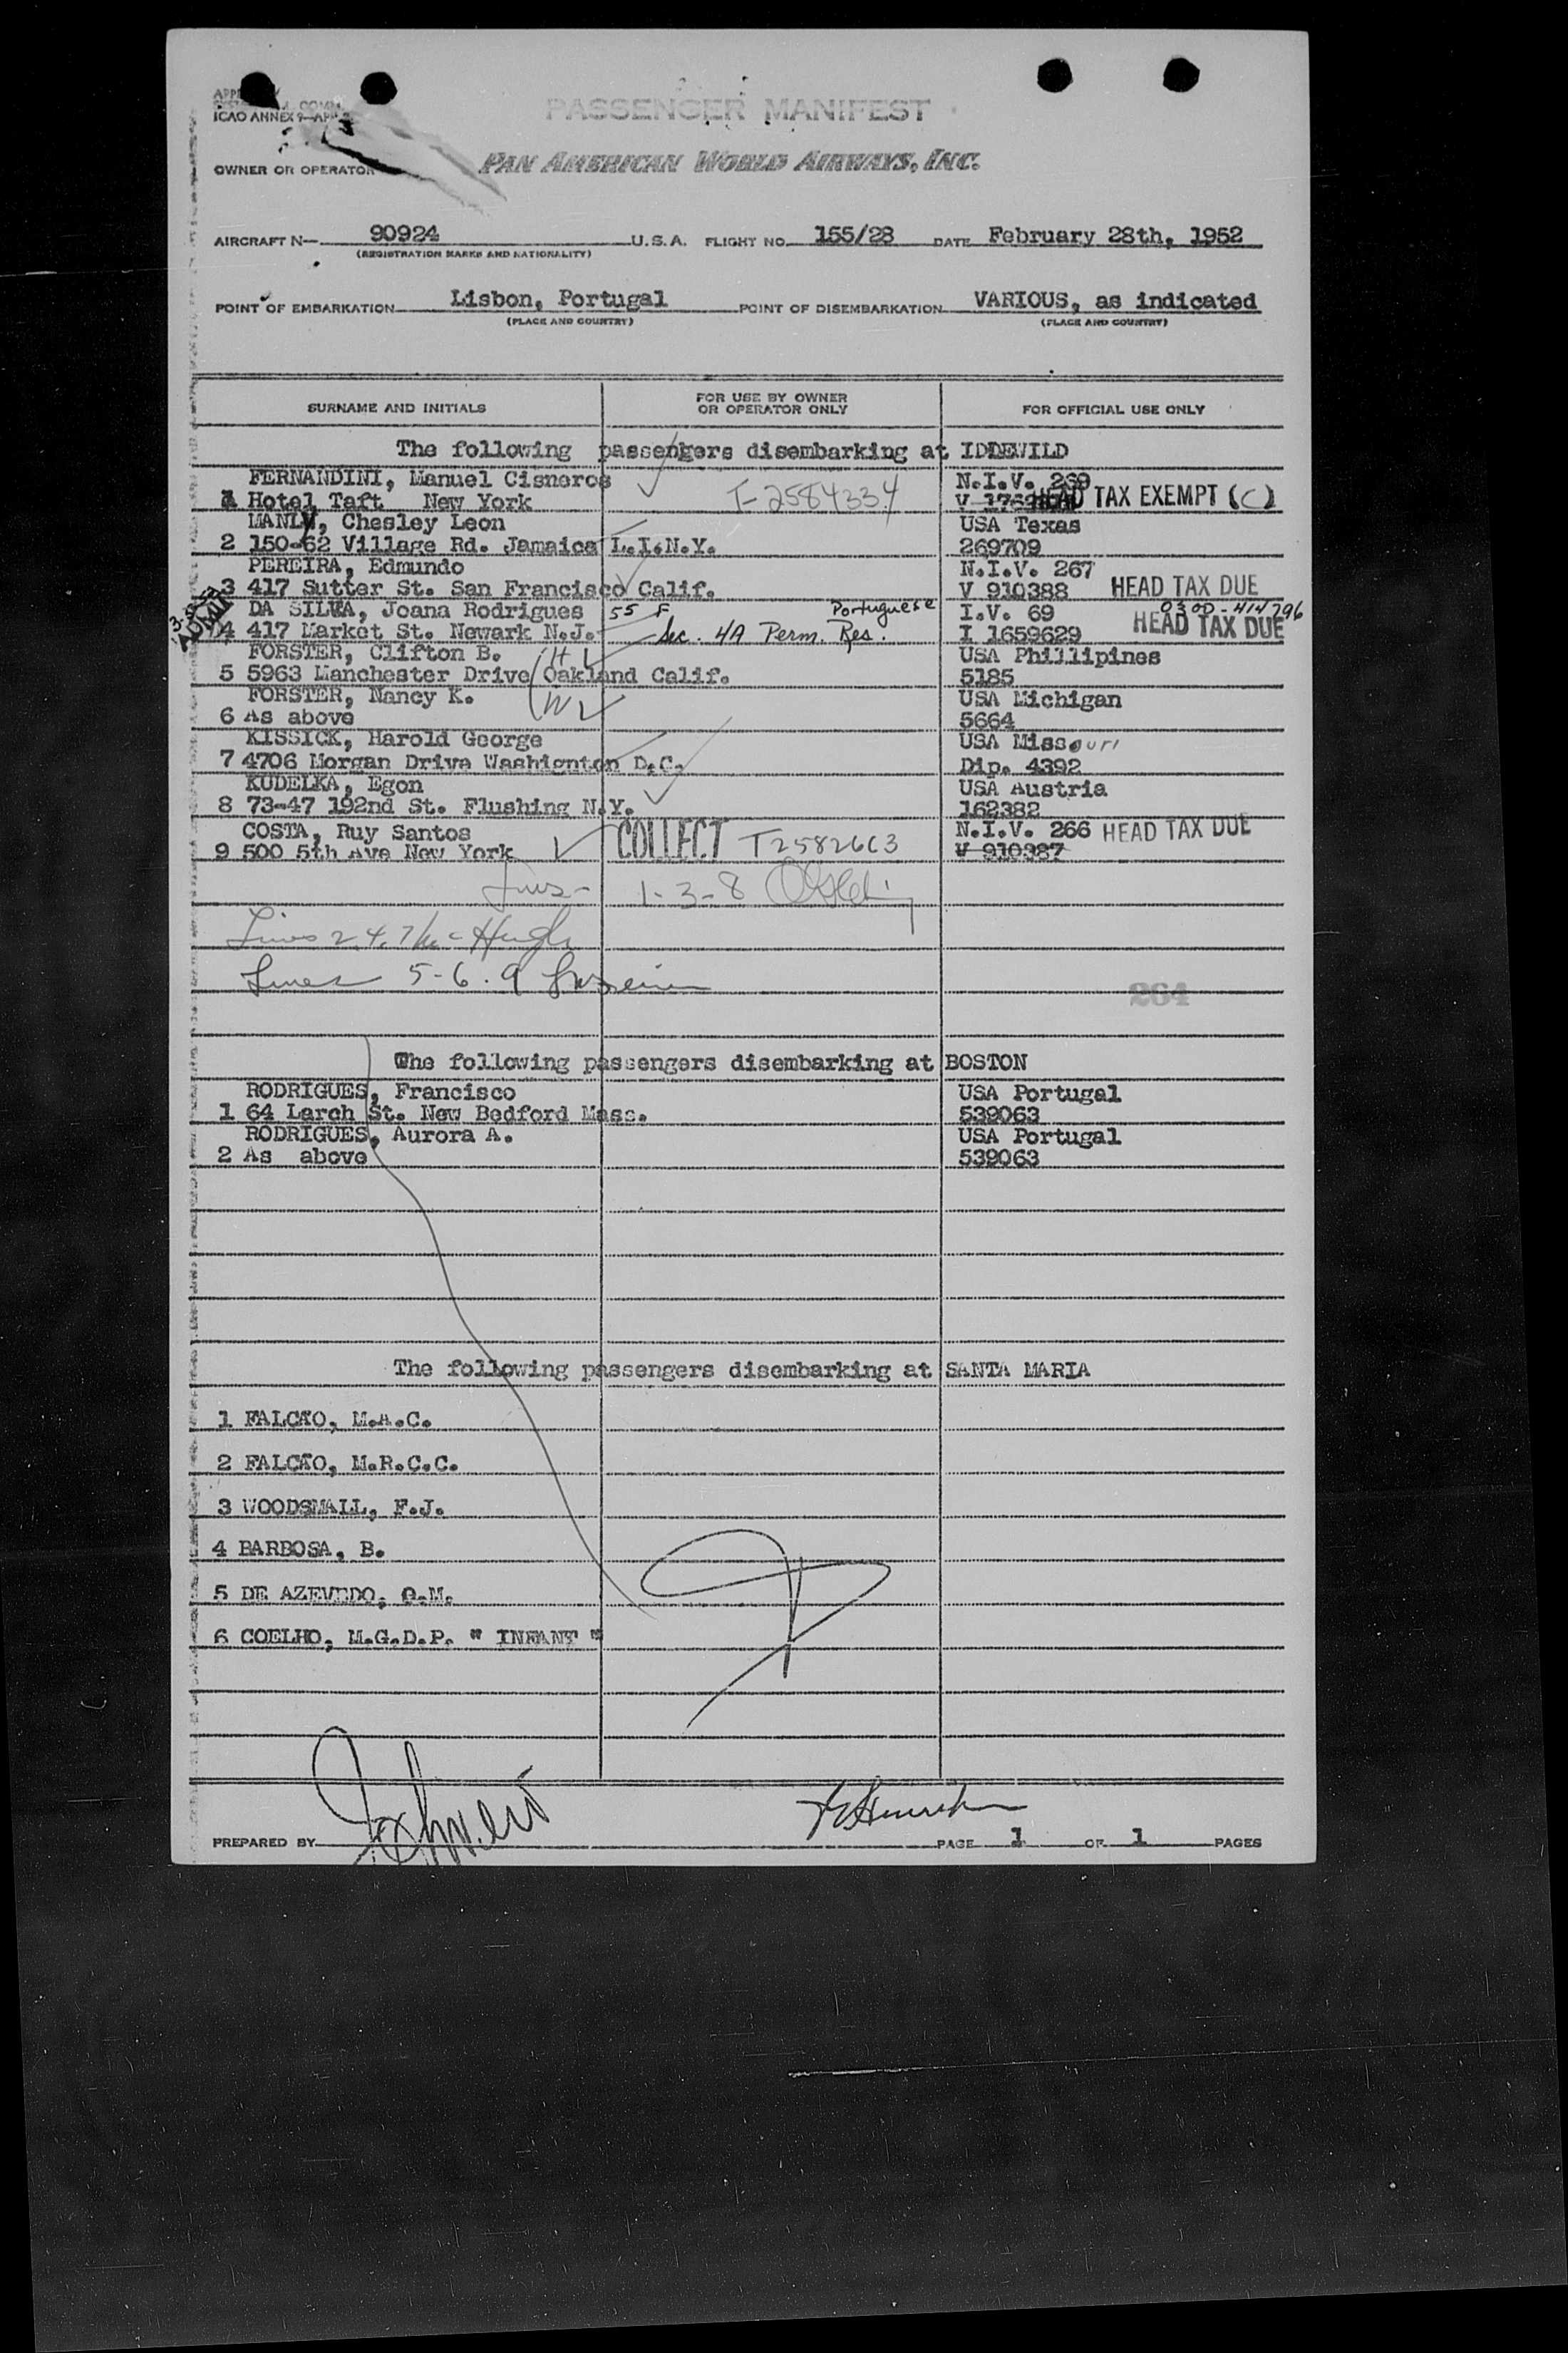 PASSENGER MANIFEST
ICAO ANNEX 9
OWNER OR OPERATOR PAN AMERICAN WORLD AIRWAYS, INC.
AIRCRAFT N— 90924 U.S.A. FLIGHT NO. 155/28 DATE February 28th, 1952
(REGISTRATION MARKS AND NATIONALITY)
POINT OF EMBARKATION Lisbon, Portugal POINT OF DISEMBARKATION VARIOUS, as indicated
(PLACE AND COUNTRY) (PLACE AND COUNTRY)
SURNAME AND INITIALS FOR USE BY OWNER OR OPERATOR ONLY FOR OFFICIAL USE ONLY
The following passengers disembarking at IDDEWILD
FERNANDINI, Manuel Cisneros N.I.V. 269
1 Hotel Taft New York T-2584334 HEAD TAX EXEMPT (C)
MANLY, Chesley Leon USA Texas
2 150-62 Village Rd. Jamaica L.I.N.Y. 269709
PEREIRA, Edmundo N.I.V. 267
3 417 Sutter St. San Francisco Calif. V 910388 HEAD TAX DUE
DA SILVA, Joana Rodrigues 55 F Portuguese I.V. 69 0300-414796
4 417 Market St. Newark N.J. Sec. 4A Perm. Res. I 1659629 HEAD TAX DUE
FORSTER, Clifton B. (H USA Phillipines
5 5963 Manchester Drive Oakland Calif. 5185
FORSTER, Nancy K. (W USA Michigan
6 As above 5664
KISSICK, Harold George USA Missouri
7 4706 Morgan Drive Washignton D.C. Dip. 4392
KUDELKA, Egon USA Austria
8 73-47 192nd St. Flushing N.Y. 162382
COSTA, Ruy Santos N.I.V. 266 HEAD TAX DUE
9 500 5th Ave New York COLLECT T2582663 V 910387
Lines - 1-3-8
Lines 2.4.7 McHugh
Lines 5-6.9
264
The following passengers disembarking at BOSTON
RODRIGUES, Francisco USA Portugal
1 64 Larch St. New Bedford Mass. 539063
RODRIGUES, Aurora A. USA Portugal
2 As above 539063
The following passengers disembarking at SANTA MARIA
1 FALCÃO, M.A.C.
2 FALCÃO, M.R.C.C.
3 WOODSMALL, F.J.
4 BARBOSA, B.
5 DE AZEVEDO, O.M.
6 COELHO, M.G.D.P. " INFANT "
PREPARED BY PAGE 1 OF 1 PAGES